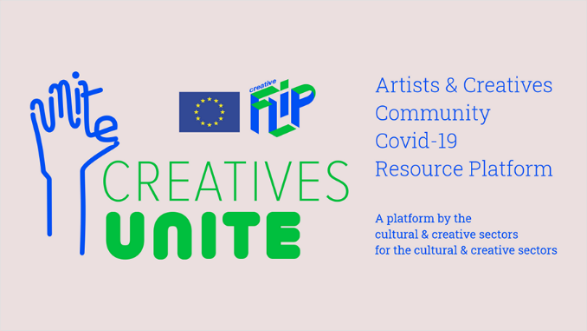 unite
creative
FLIP
CREATIVES
UNITE
Artists & Creatives
Community
Covid-19
Resource Platform
A platform by the
cultural & creative sectors
for the cultural & creative sectors